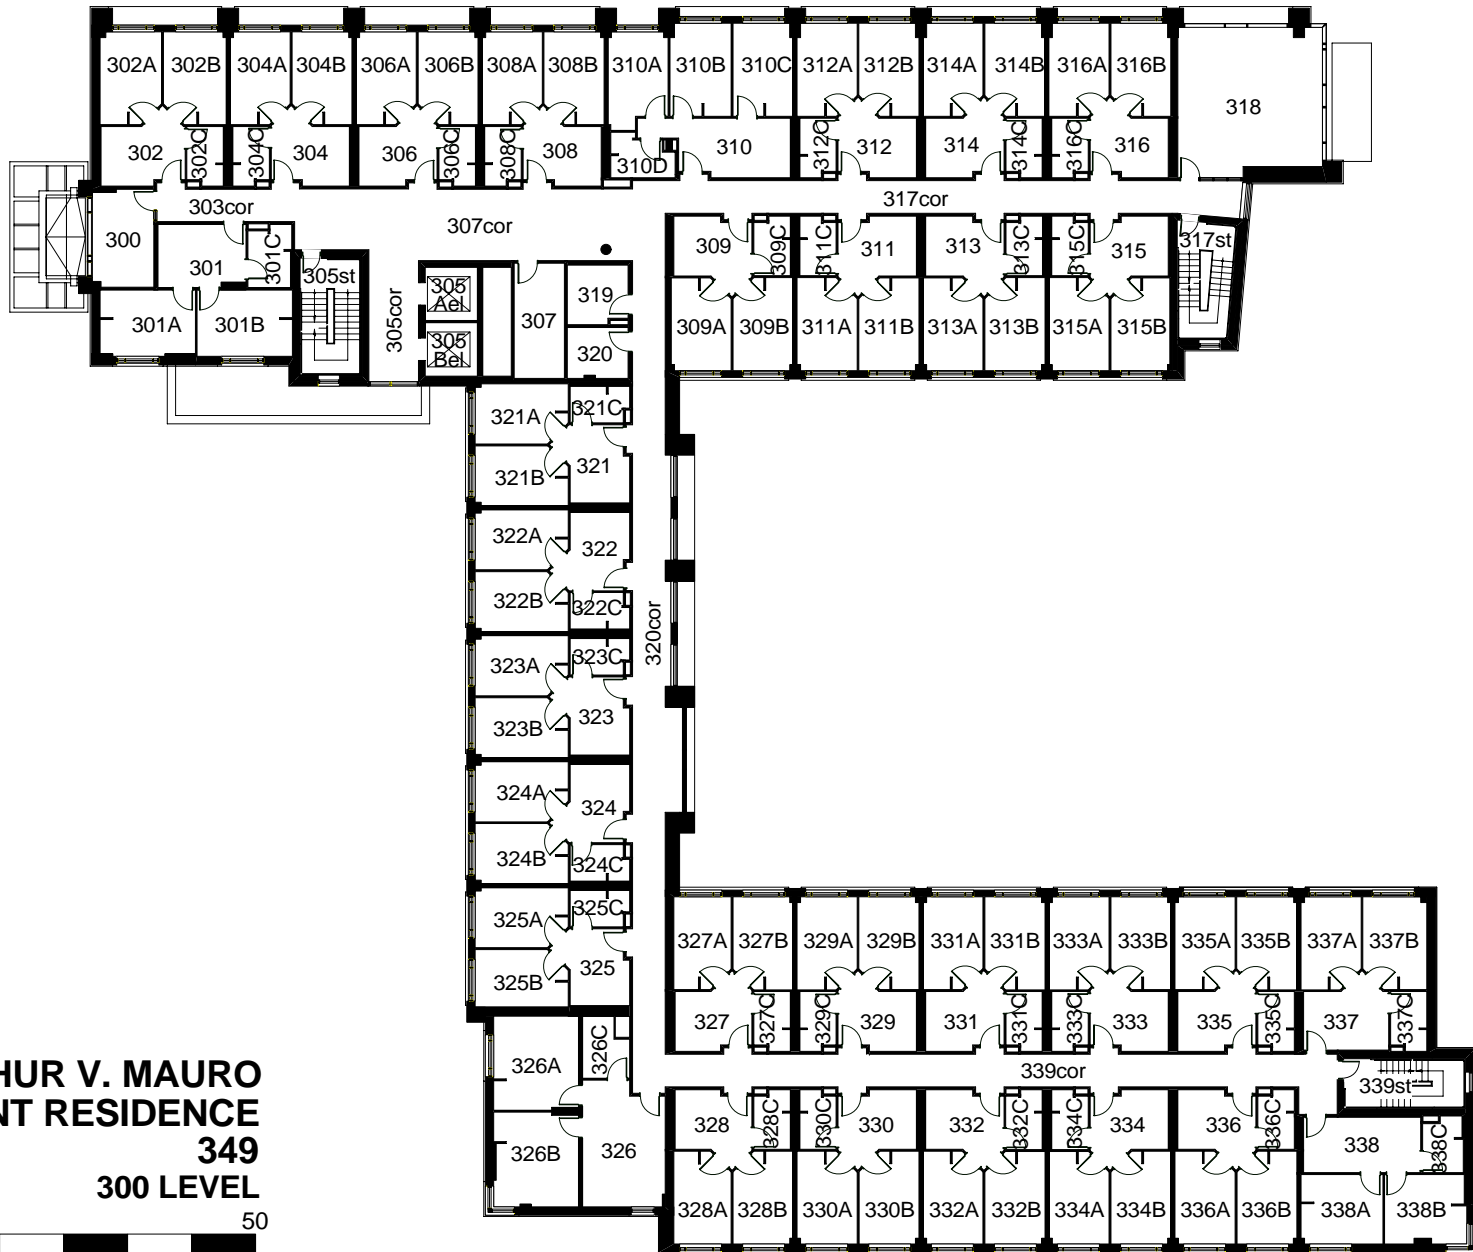 302A 302B 304A 304B 306A 306B 308A 308B 310A 310B 310C 312A 312B 314A 314B 316A 316B
318
302 302C 304C 304 306 306C 308C 308 310D 310 312C 312 314 314C 316C 316
303cor
317cor
307cor
300 301 301C 305st 309 309C 311C 311 313 313C 315C 315 317st
305cor
305
Ael
307
319
301A 301B
305
Bel
320
309A 309B 311A 311B 313A 313B 315A 315B
321A 321C
321B 321
322A 322
322B 322C
320cor
323A 323C
323B 323
324A 324
324B 324C
325A 325C
325B 325
327A 327B 329A 329B 331A 331B 333A 333B 335A 335B 337A 337B
327 327C 329C 329 331 331C 333C 333 335 335C 337 337C
326A 326C
339cor
339st
326B 326
328 328C 330C 330 332 332C 334C 334 336 336C 338 338C
328A 328B 330A 330B 332A 332B 334A 334B 336A 336B 338A 338B
HUR V. MAURO
NT RESIDENCE
349
300 LEVEL
50